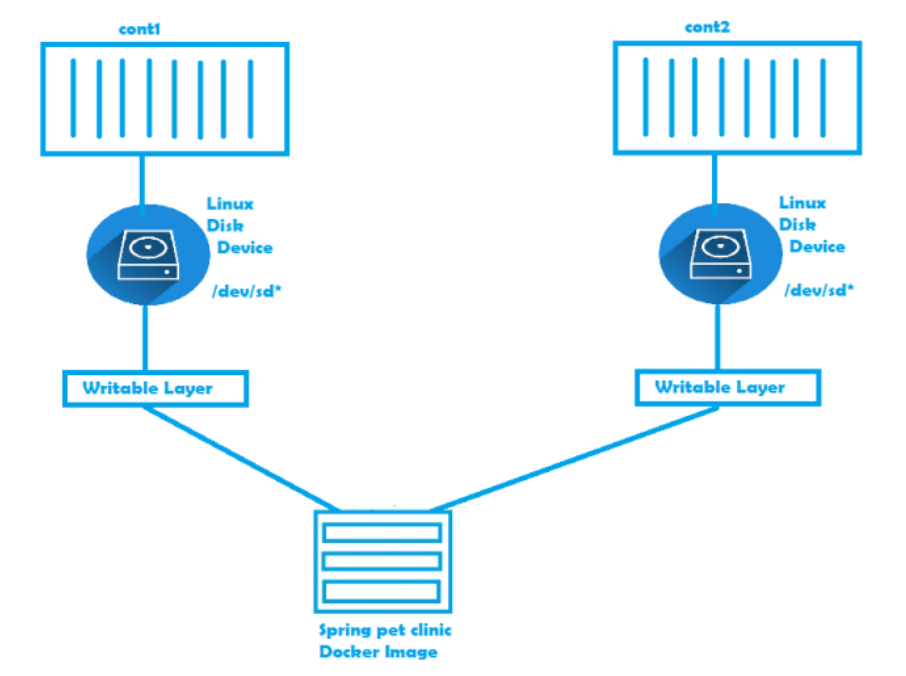 cont1
cont2
Linux
Disk
Device
/dev/sd*
Linux
Disk
Device
/dev/sd*
Writable Layer
Writable Layer
Spring pet clinic
Docker Image